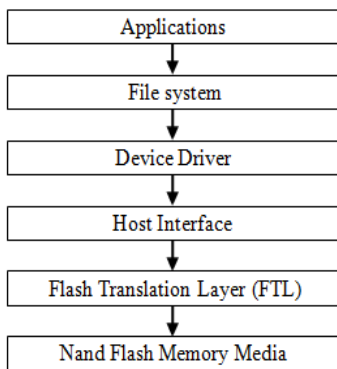 Applications
File system
Device Driver
Host Interface
Flash Translation Layer (FTL)
Nand Flash Memory Media